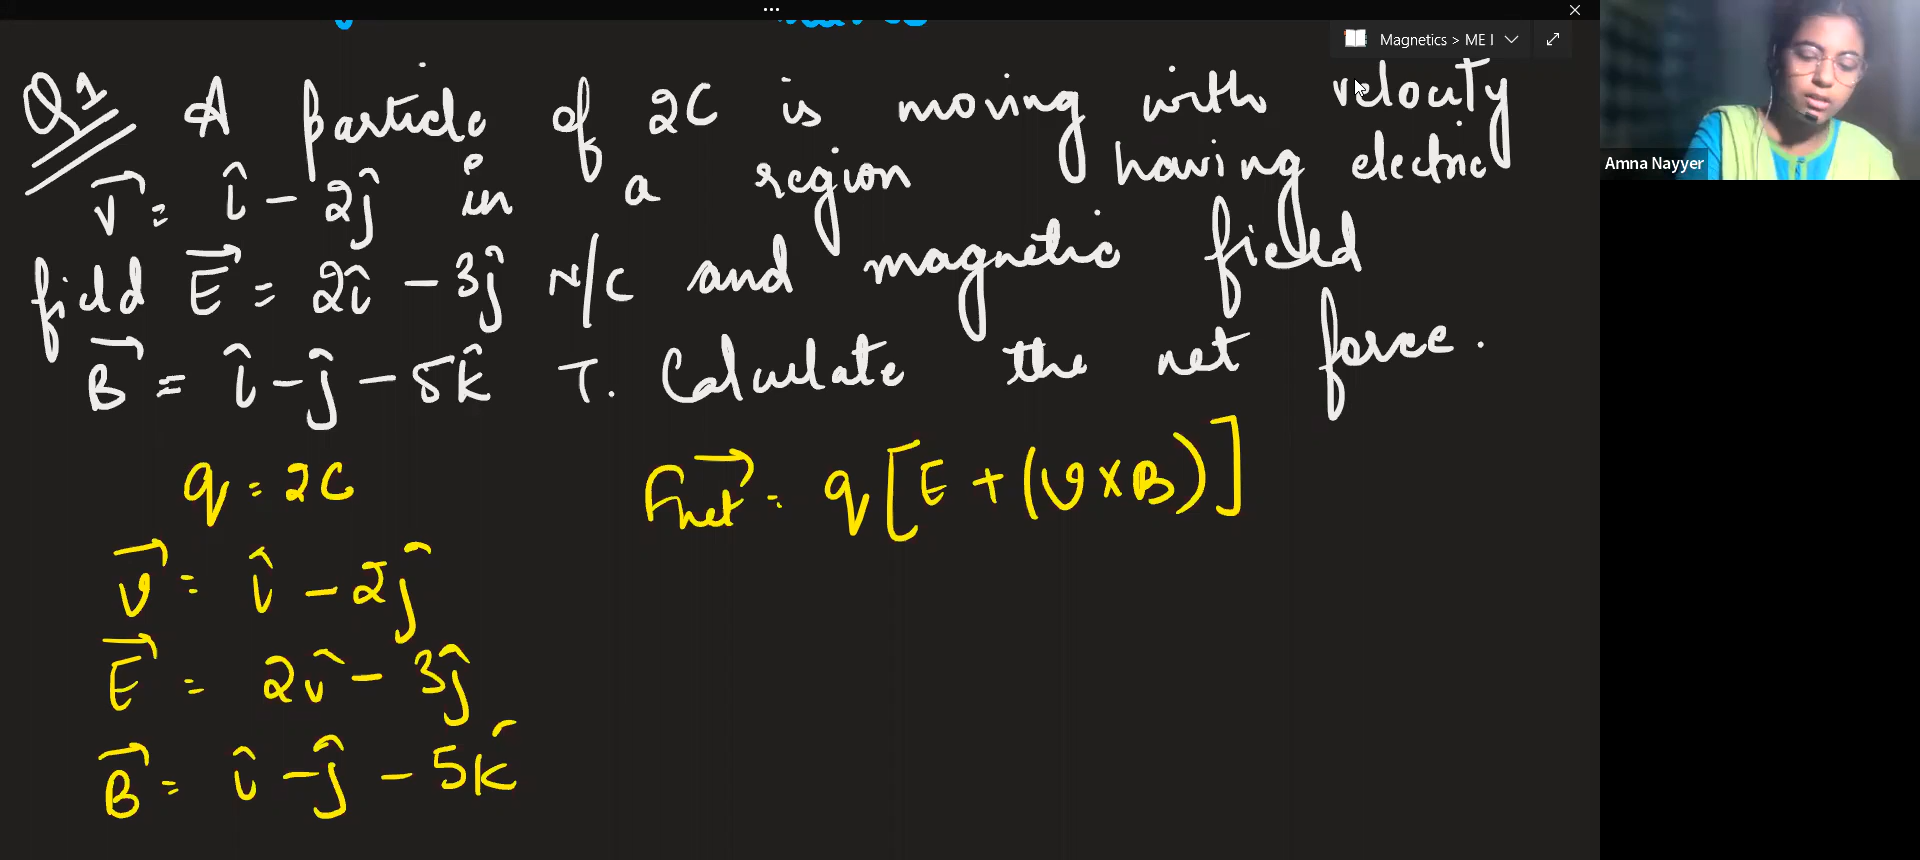 Magnetics > ME I
Amna Nayyer
Q1 A particle of 2C is moving with velocity
v⃗ = î - 2ĵ in a region having electric
field E⃗ = 2î - 3ĵ N/C and magnetic field
B⃗ = î - ĵ - 5k̂ T. Calculate the net force.
q = 2C
F⃗net = q[E + (v×B)]
v⃗ = î - 2ĵ
E⃗ = 2î - 3ĵ
B⃗ = î - ĵ - 5k̂